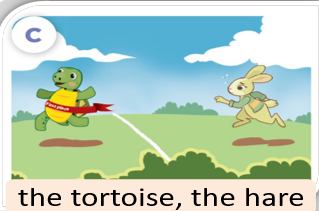 C
the tortoise, the hare